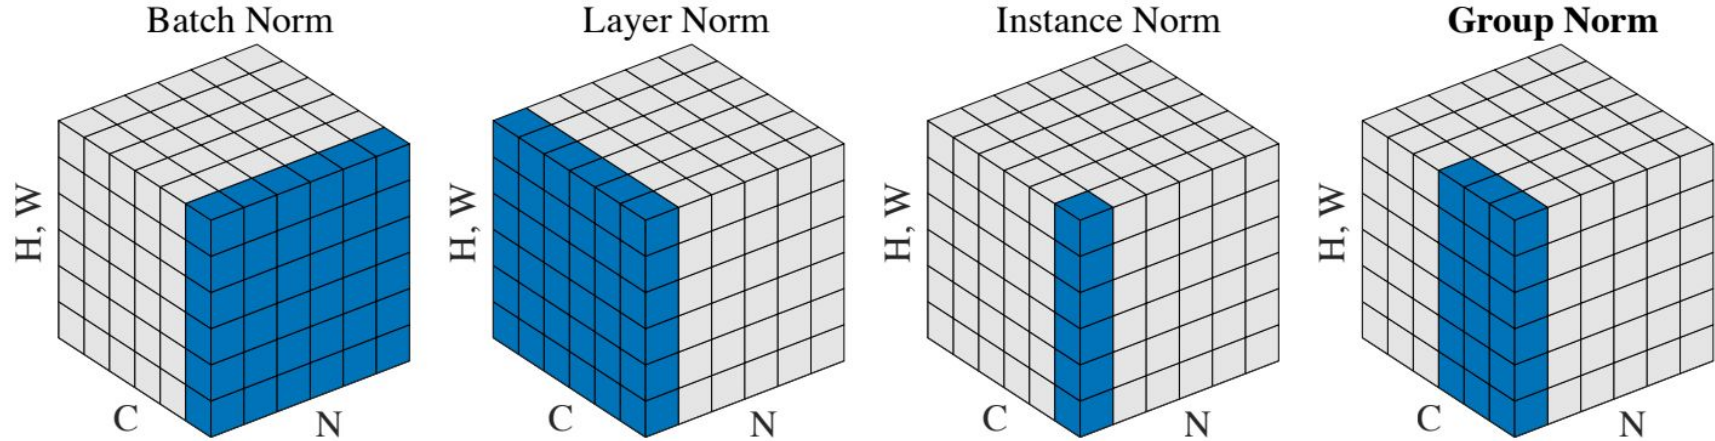 Batch Norm
Layer Norm
Instance Norm
Group Norm
H, W
C
N
H, W
C
N
H, W
C
N
H, W
C
N